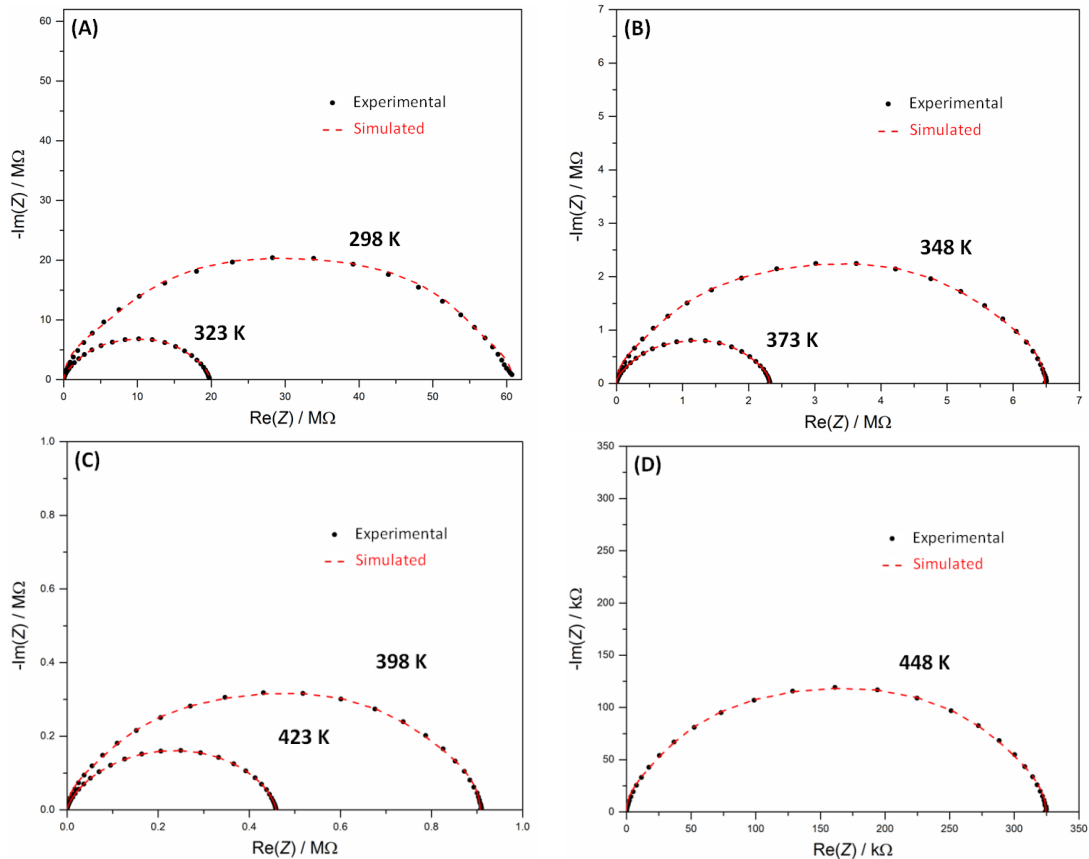 (A)
60
50
40
30
20
10
0
-Im(Z) / MΩ
Experimental
Simulated
298 K
323 K
0 10 20 30 40 50 60
Re(Z) / MΩ
(B)
7
6
5
4
3
2
1
0
-Im(Z) / MΩ
Experimental
Simulated
348 K
373 K
0 1 2 3 4 5 6 7
Re(Z) / MΩ
(C)
1.0
0.8
0.6
0.4
0.2
0.0
-Im(Z) / MΩ
Experimental
Simulated
398 K
423 K
0.0 0.2 0.4 0.6 0.8 1.0
Re(Z) / MΩ
(D)
350
300
250
200
150
100
50
0
-Im(Z) / kΩ
Experimental
Simulated
448 K
0 50 100 150 200 250 300 350
Re(Z) / kΩ